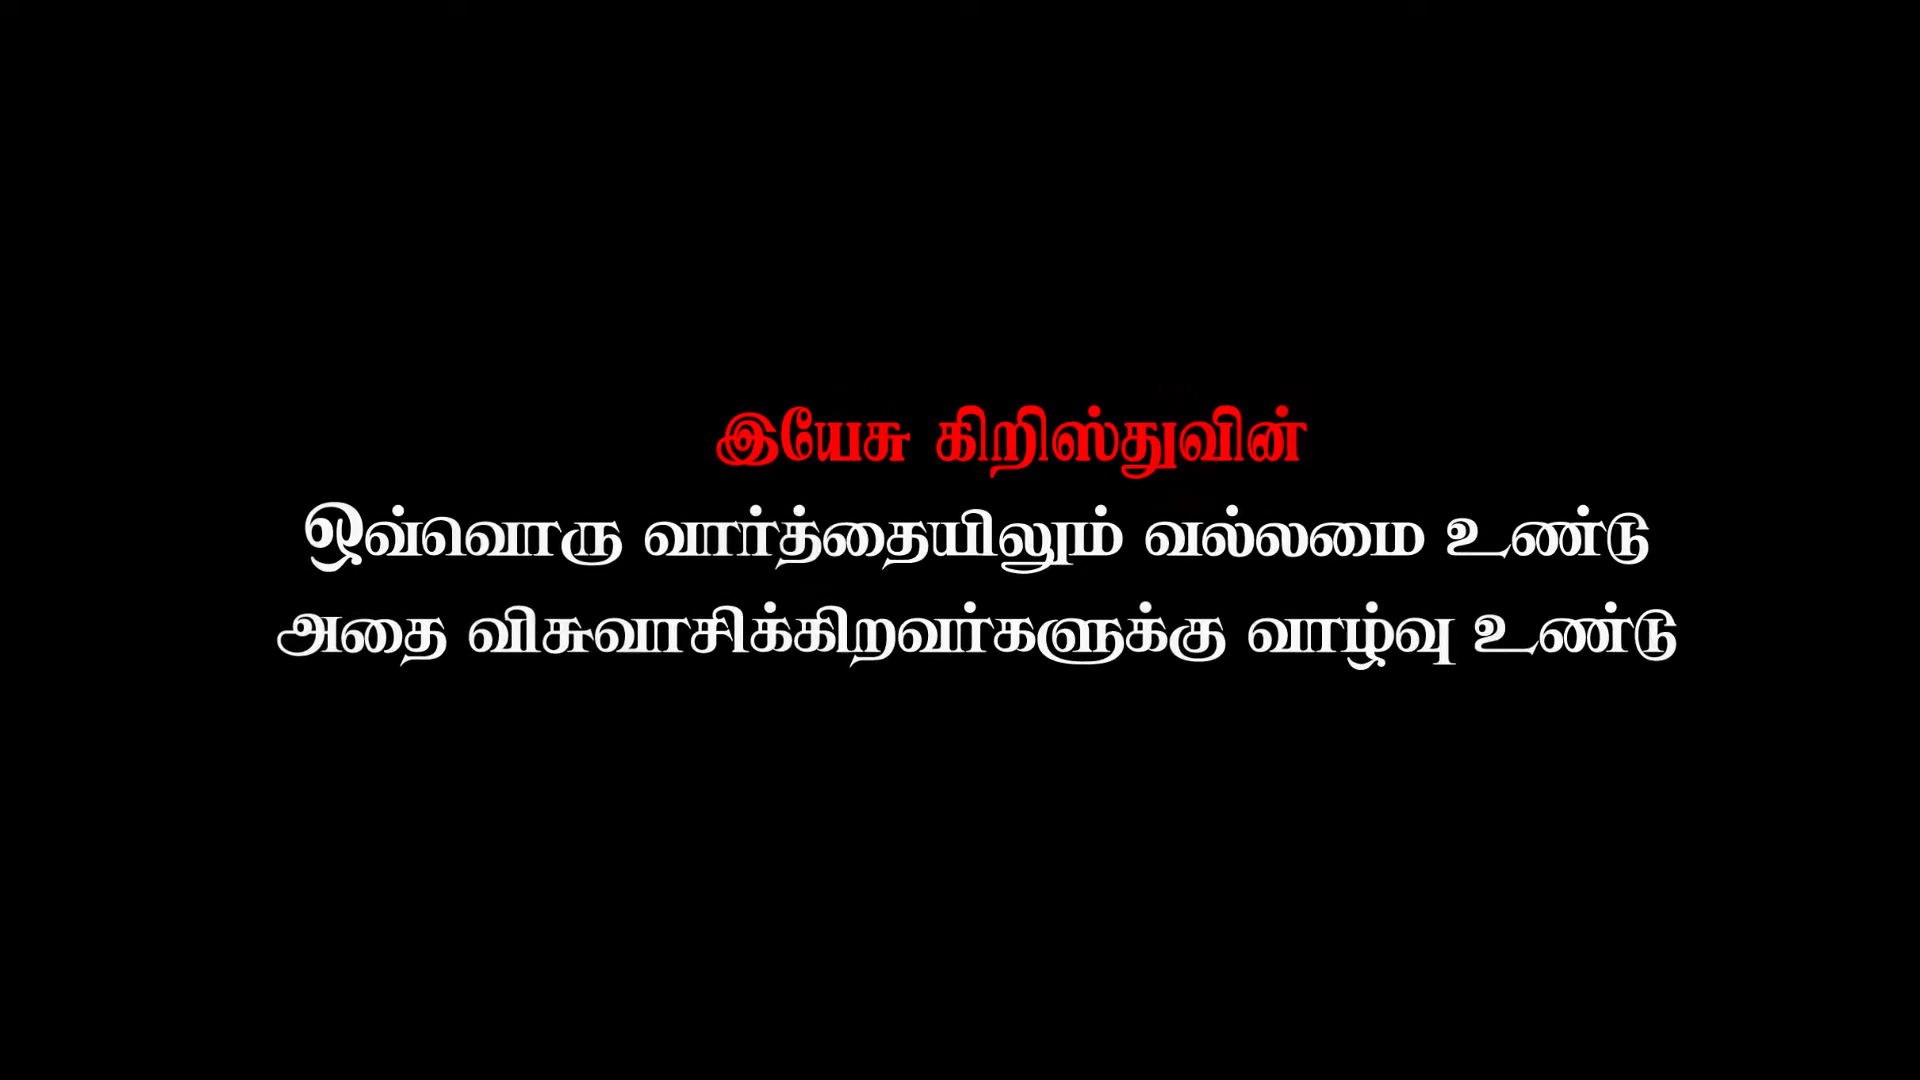 இயேசு கிறிஸ்துவின்
ஒவ்வொரு வார்த்தையிலும் வல்லமை உண்டு
அதை விசுவாசிக்கிறவர்களுக்கு வாழ்வு உண்டு